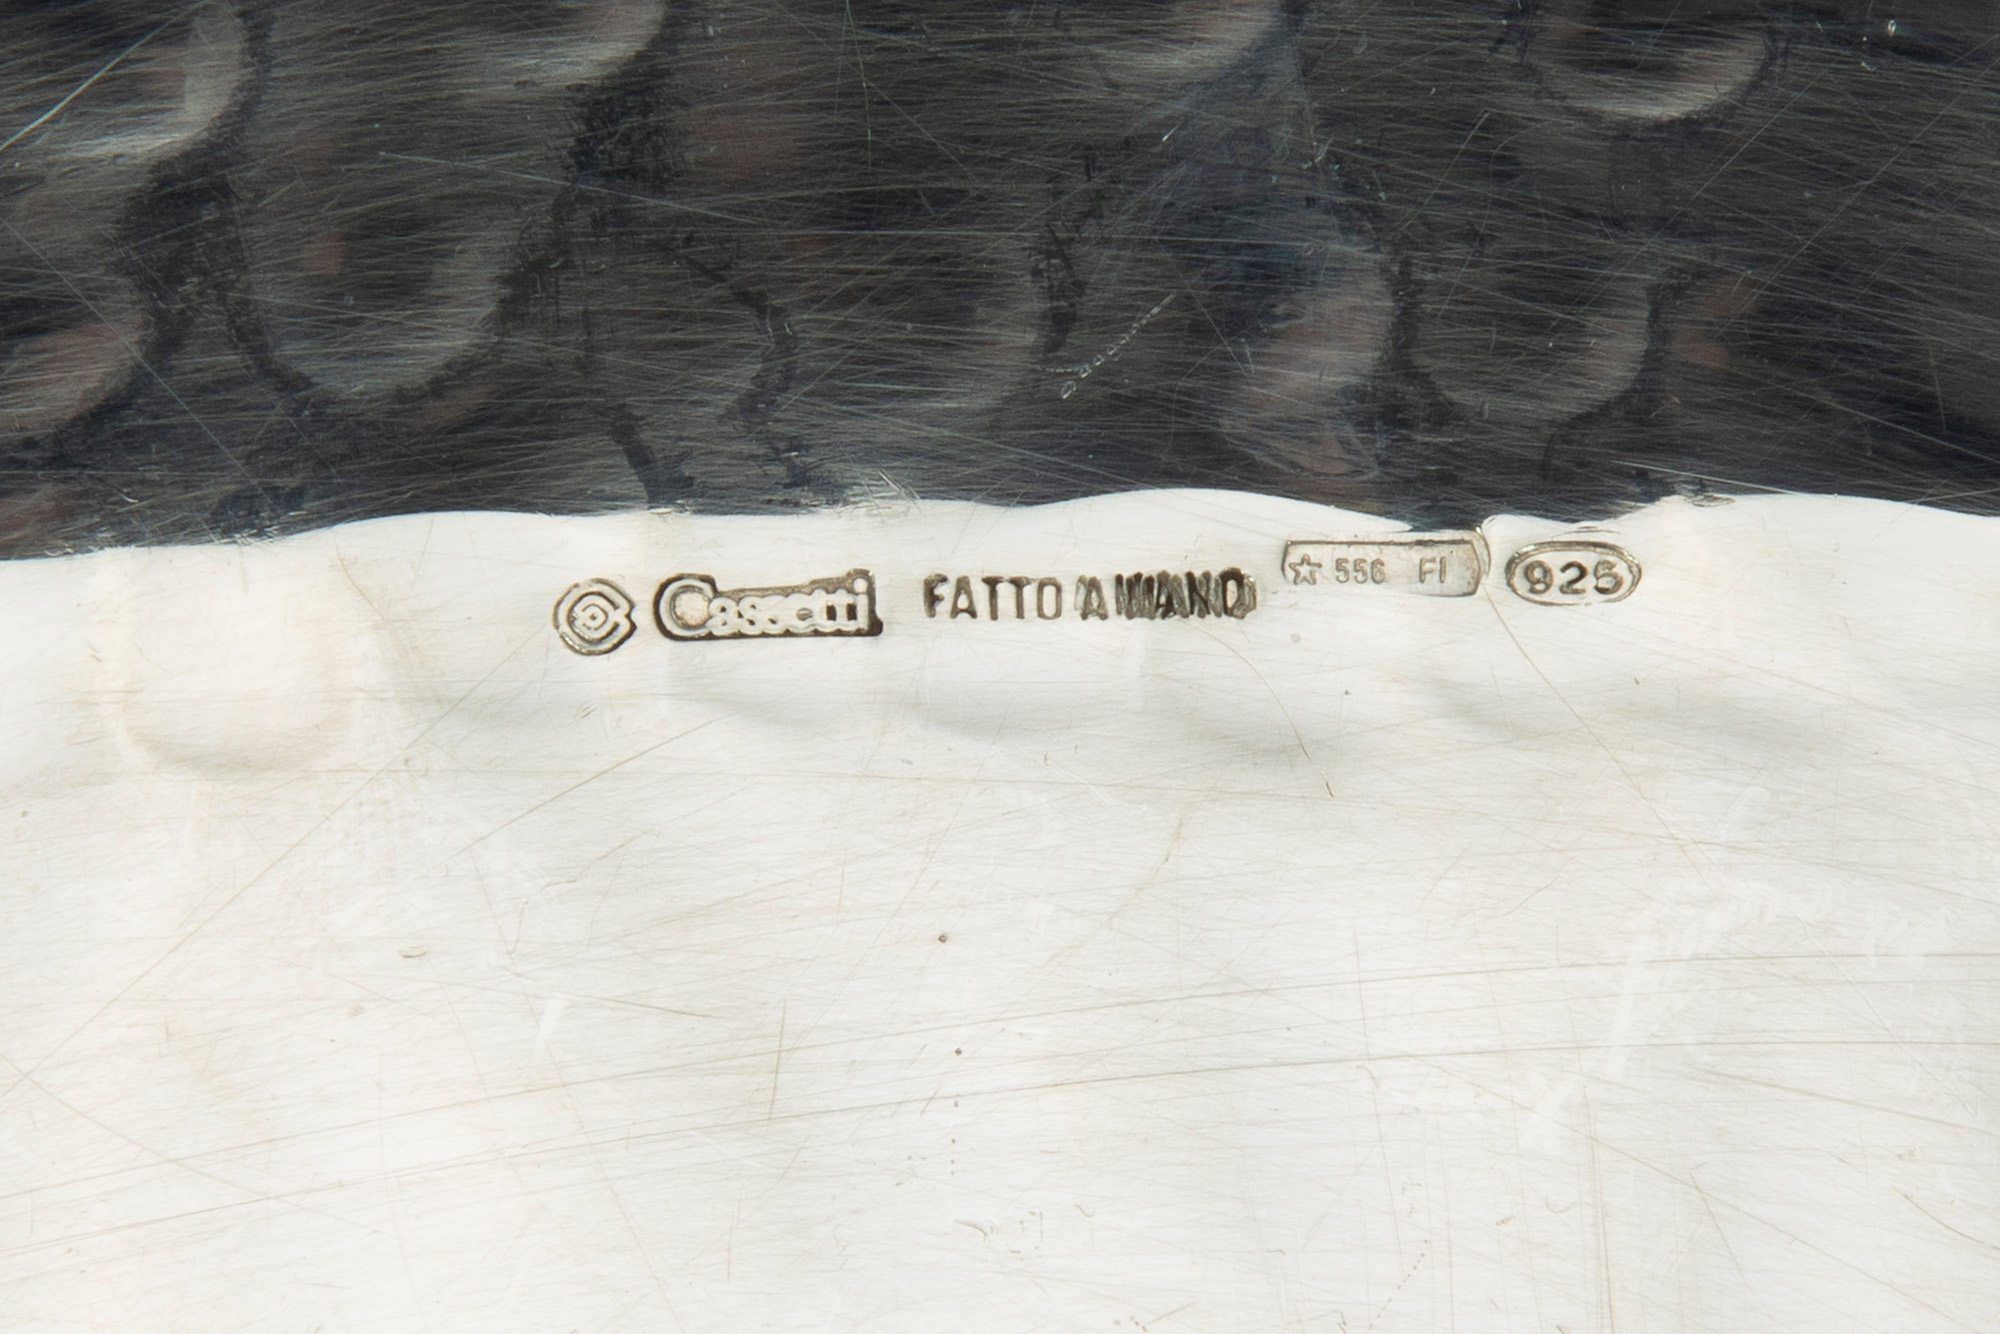 Cassetti FATTO A MANO ☆ 556 FI 925